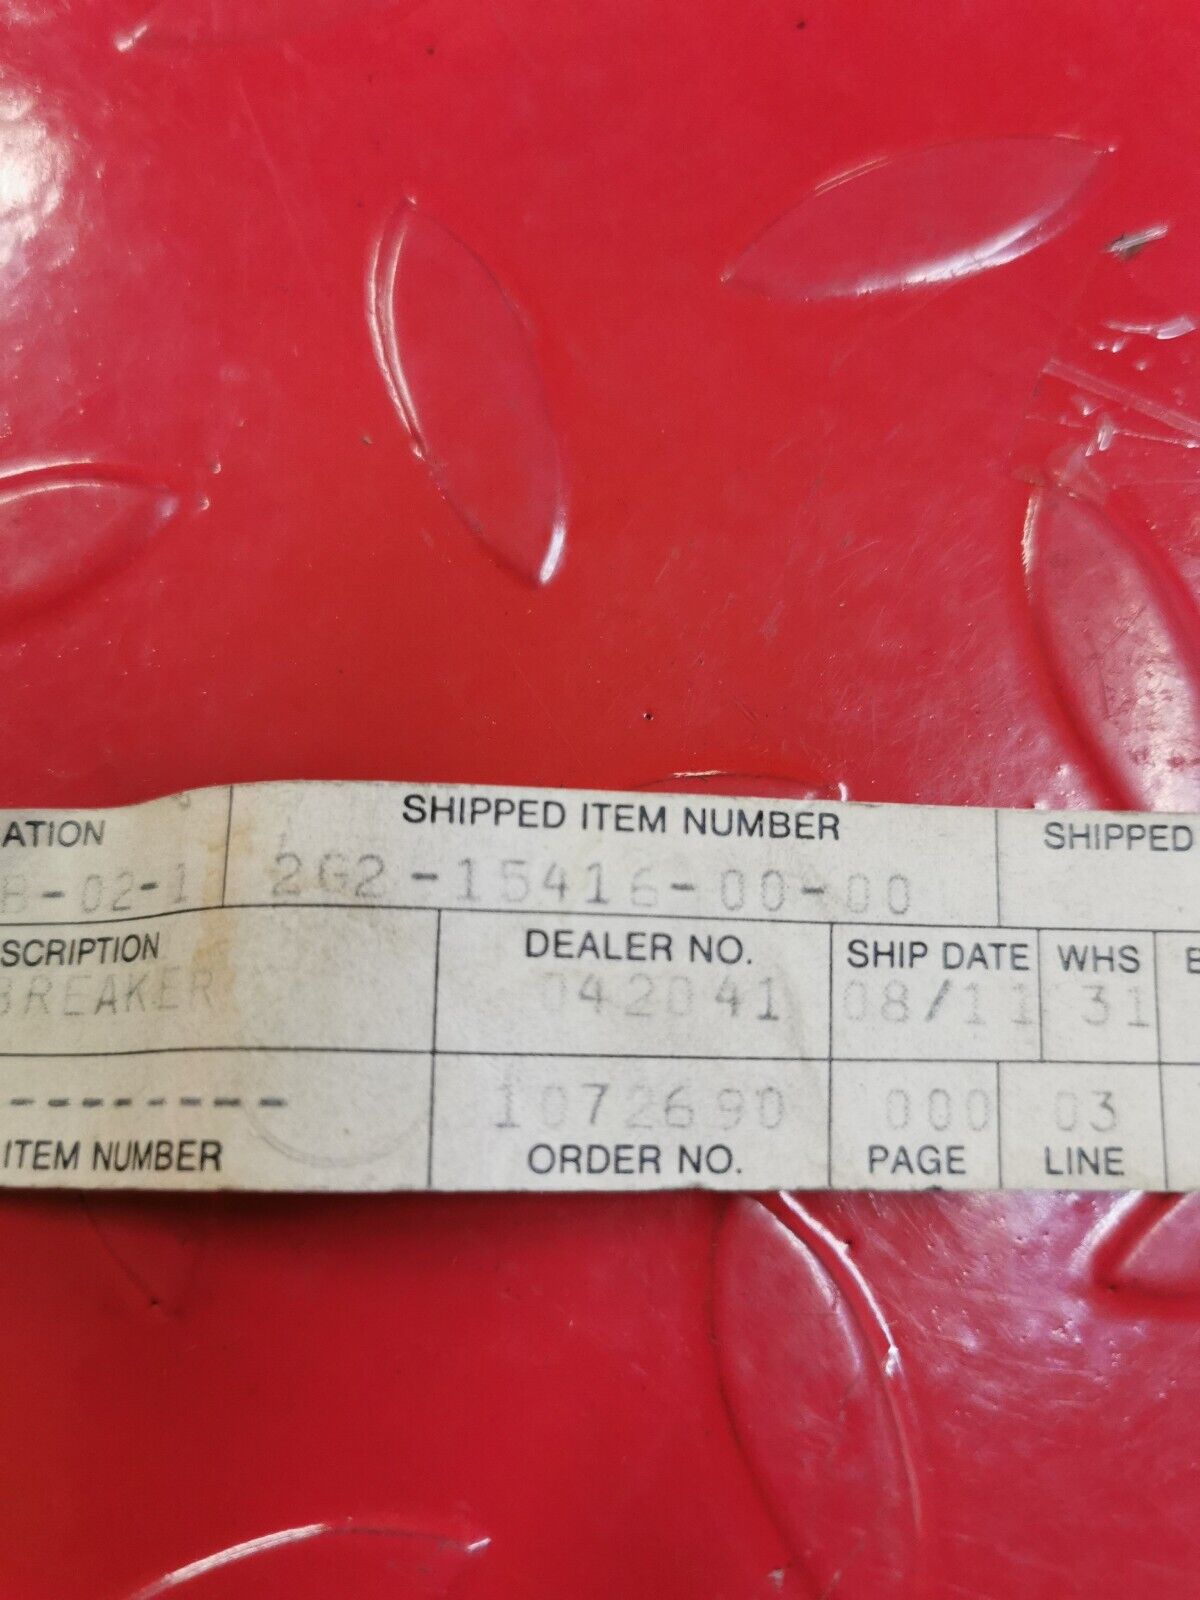 ATION SHIPPED ITEM NUMBER SHIPPED
B-02-1 2G2-15416-00-00
SCRIPTION DEALER NO. SHIP DATE WHS
BREAKER 042041 08/11 31
-------- 1072690 000 03
ITEM NUMBER ORDER NO. PAGE LINE